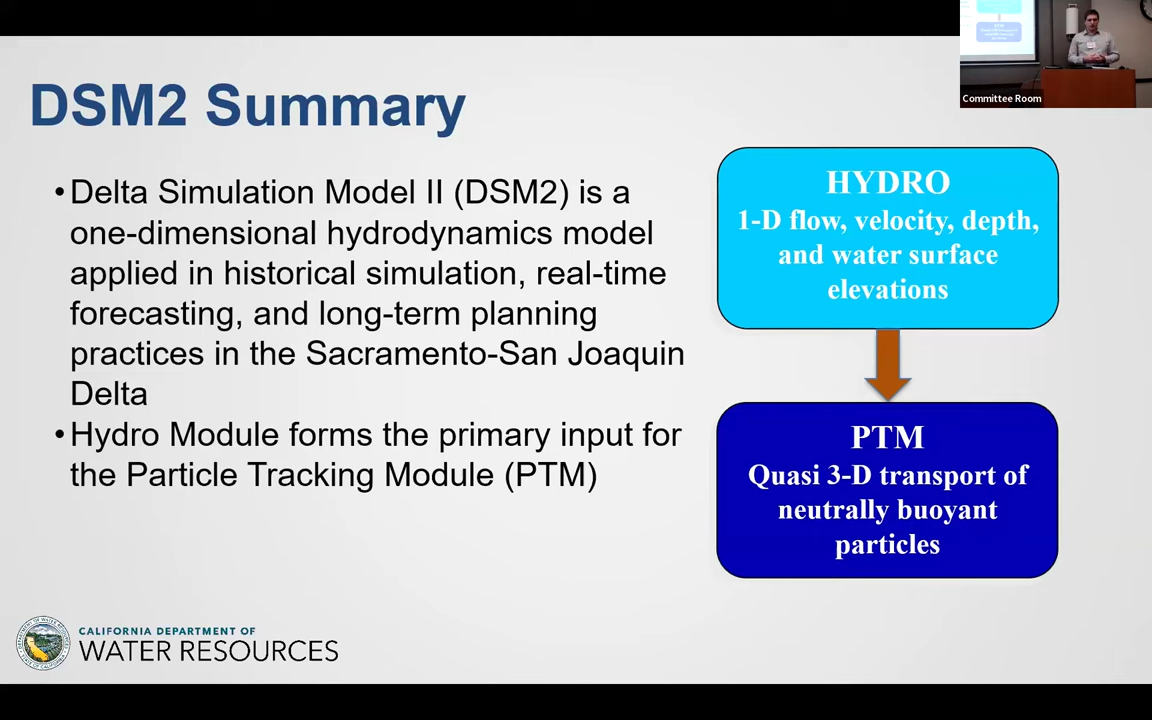 Committee Room
DSM2 Summary
•Delta Simulation Model II (DSM2) is a
one-dimensional hydrodynamics model
applied in historical simulation, real-time
forecasting, and long-term planning
practices in the Sacramento-San Joaquin
Delta
•Hydro Module forms the primary input for
the Particle Tracking Module (PTM)
HYDRO
1-D flow, velocity, depth,
and water surface
elevations
PTM
Quasi 3-D transport of
neutrally buoyant
particles
CALIFORNIA DEPARTMENT OF
WATER RESOURCES